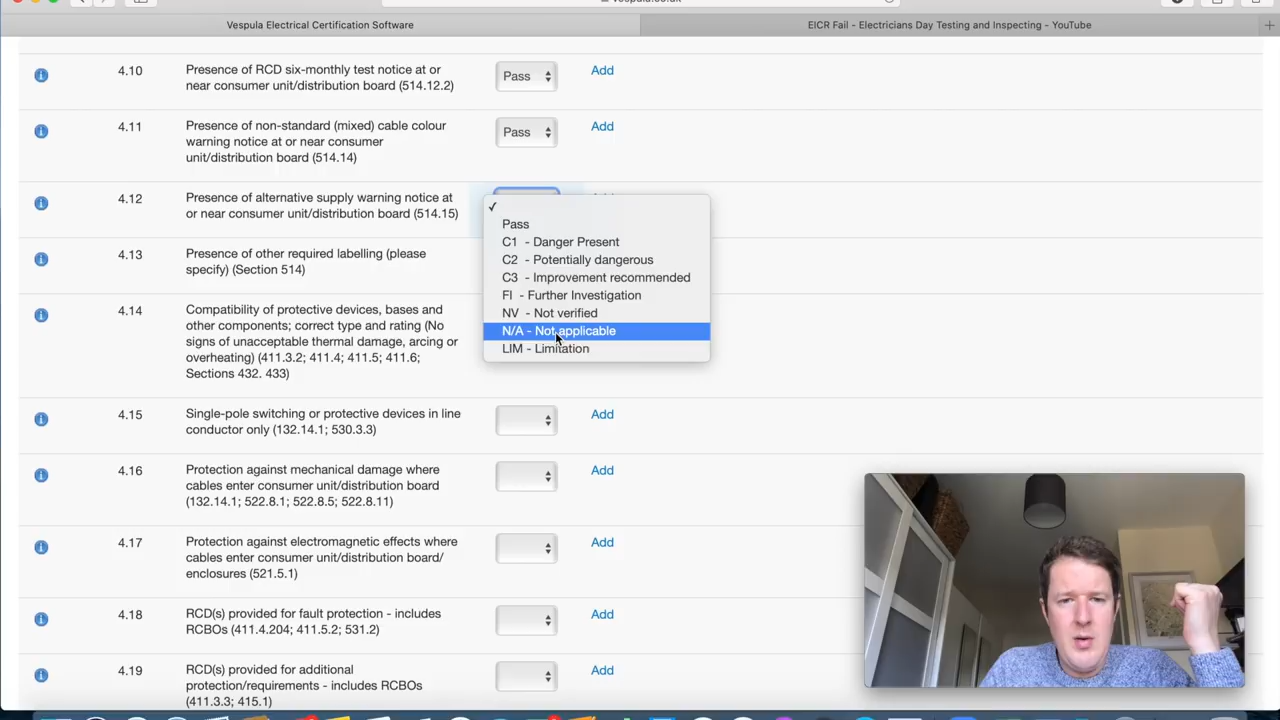 Vespula Electrical Certification Software
EICR Fail - Electricians Day Testing and Inspecting - YouTube
4.10
Presence of RCD six-monthly test notice at or
near consumer unit/distribution board (514.12.2)
Pass
Add
4.11
Presence of non-standard (mixed) cable colour
warning notice at or near consumer
unit/distribution board (514.14)
Pass
Add
4.12
Presence of alternative supply warning notice at
or near consumer unit/distribution board (514.15)
✓
Pass
C1 - Danger Present
C2 - Potentially dangerous
C3 - Improvement recommended
FI - Further Investigation
NV - Not verified
N/A - Not applicable
LIM - Limitation
4.13
Presence of other required labelling (please
specify) (Section 514)
4.14
Compatibility of protective devices, bases and
other components; correct type and rating (No
signs of unacceptable thermal damage, arcing or
overheating) (411.3.2; 411.4; 411.5; 411.6;
Sections 432. 433)
4.15
Single-pole switching or protective devices in line
conductor only (132.14.1; 530.3.3)
Add
4.16
Protection against mechanical damage where
cables enter consumer unit/distribution board
(132.14.1; 522.8.1; 522.8.5; 522.8.11)
Add
4.17
Protection against electromagnetic effects where
cables enter consumer unit/distribution board/
enclosures (521.5.1)
Add
4.18
RCD(s) provided for fault protection - includes
RCBOs (411.4.204; 411.5.2; 531.2)
Add
4.19
RCD(s) provided for additional
protection/requirements - includes RCBOs
(411.3.3; 415.1)
Add